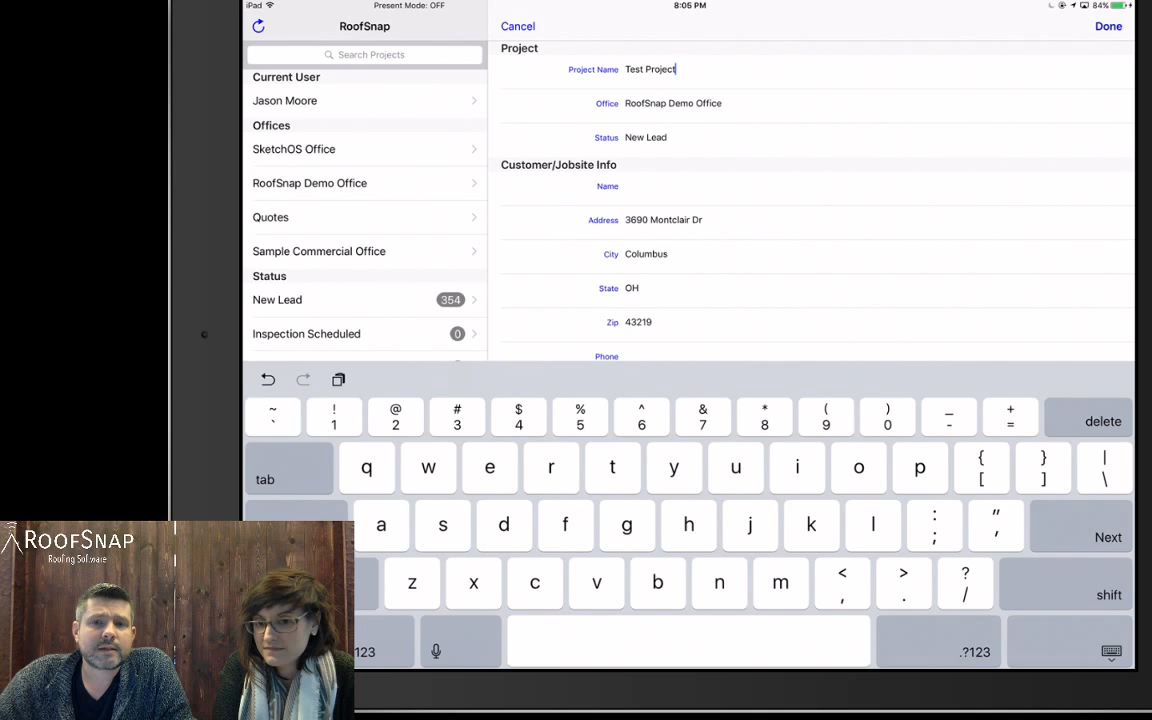 iPad
Present Mode: OFF
8:05 PM
84%
RoofSnap
Cancel
Done
Search Projects
Current User
Jason Moore
Offices
SketchOS Office
RoofSnap Demo Office
Quotes
Sample Commercial Office
Status
New Lead 354
Inspection Scheduled 0
Project
Project Name Test Project
Office RoofSnap Demo Office
Status New Lead
Customer/Jobsite Info
Name
Address 3690 Montclair Dr
City Columbus
State OH
Zip 43219
Phone
~ ! @ # $ % ^ & * ( ) _ +
` 1 2 3 4 5 6 7 8 9 0 - = delete
tab q w e r t y u i o p { [ } ] | \
a s d f g h j k l : ; " ' Next
z x c v b n m < , > . ? / shift
123 .?123
ROOFSNAP
Roofing Software